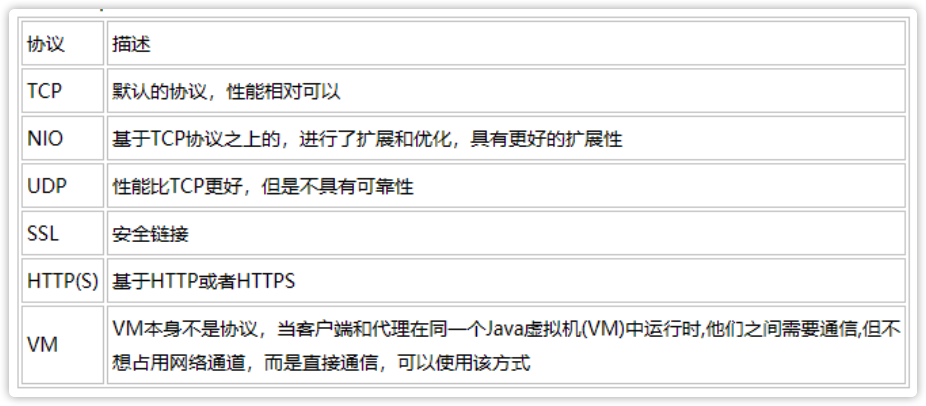 协议 描述
TCP 默认的协议，性能相对可以
NIO 基于TCP协议之上的，进行了扩展和优化，具有更好的扩展性
UDP 性能比TCP更好，但是不具有可靠性
SSL 安全链接
HTTP(S) 基于HTTP或者HTTPS
VM VM本身不是协议，当客户端和代理在同一个Java虚拟机(VM)中运行时,他们之间需要通信,但不
想占用网络通道，而是直接通信，可以使用该方式